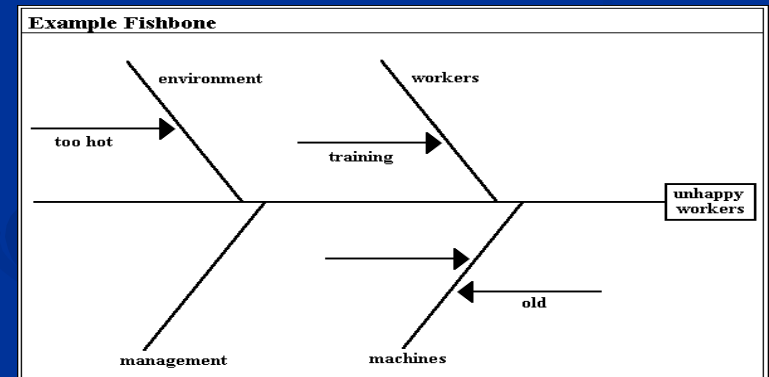 Example Fishbone
environment
workers
too hot
training
unhappy
workers
old
management
machines